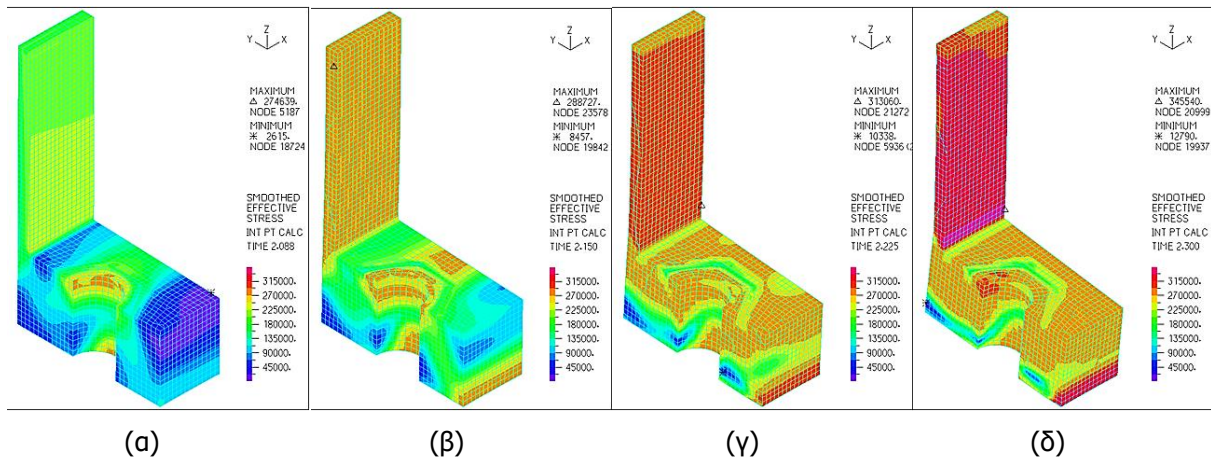 Z
Y X
MAXIMUM
Δ 274639.
NODE 5187
MINIMUM
* 2615.
NODE 18724
SMOOTHED
EFFECTIVE
STRESS
INT PT CALC
TIME 2.088
315000.
270000.
225000.
180000.
135000.
90000.
45000.
(α)
Z
Y X
MAXIMUM
Δ 288727.
NODE 23578
MINIMUM
* 8457.
NODE 19842
SMOOTHED
EFFECTIVE
STRESS
INT PT CALC
TIME 2.150
315000.
270000.
225000.
180000.
135000.
90000.
45000.
(β)
Z
Y X
MAXIMUM
Δ 313060.
NODE 21272
MINIMUM
* 10338.
NODE 5936
SMOOTHED
EFFECTIVE
STRESS
INT PT CALC
TIME 2.225
315000.
270000.
225000.
180000.
135000.
90000.
45000.
(γ)
Z
Y X
MAXIMUM
Δ 345540.
NODE 20999
MINIMUM
* 12790.
NODE 19937
SMOOTHED
EFFECTIVE
STRESS
INT PT CALC
TIME 2.300
315000.
270000.
225000.
180000.
135000.
90000.
45000.
(δ)